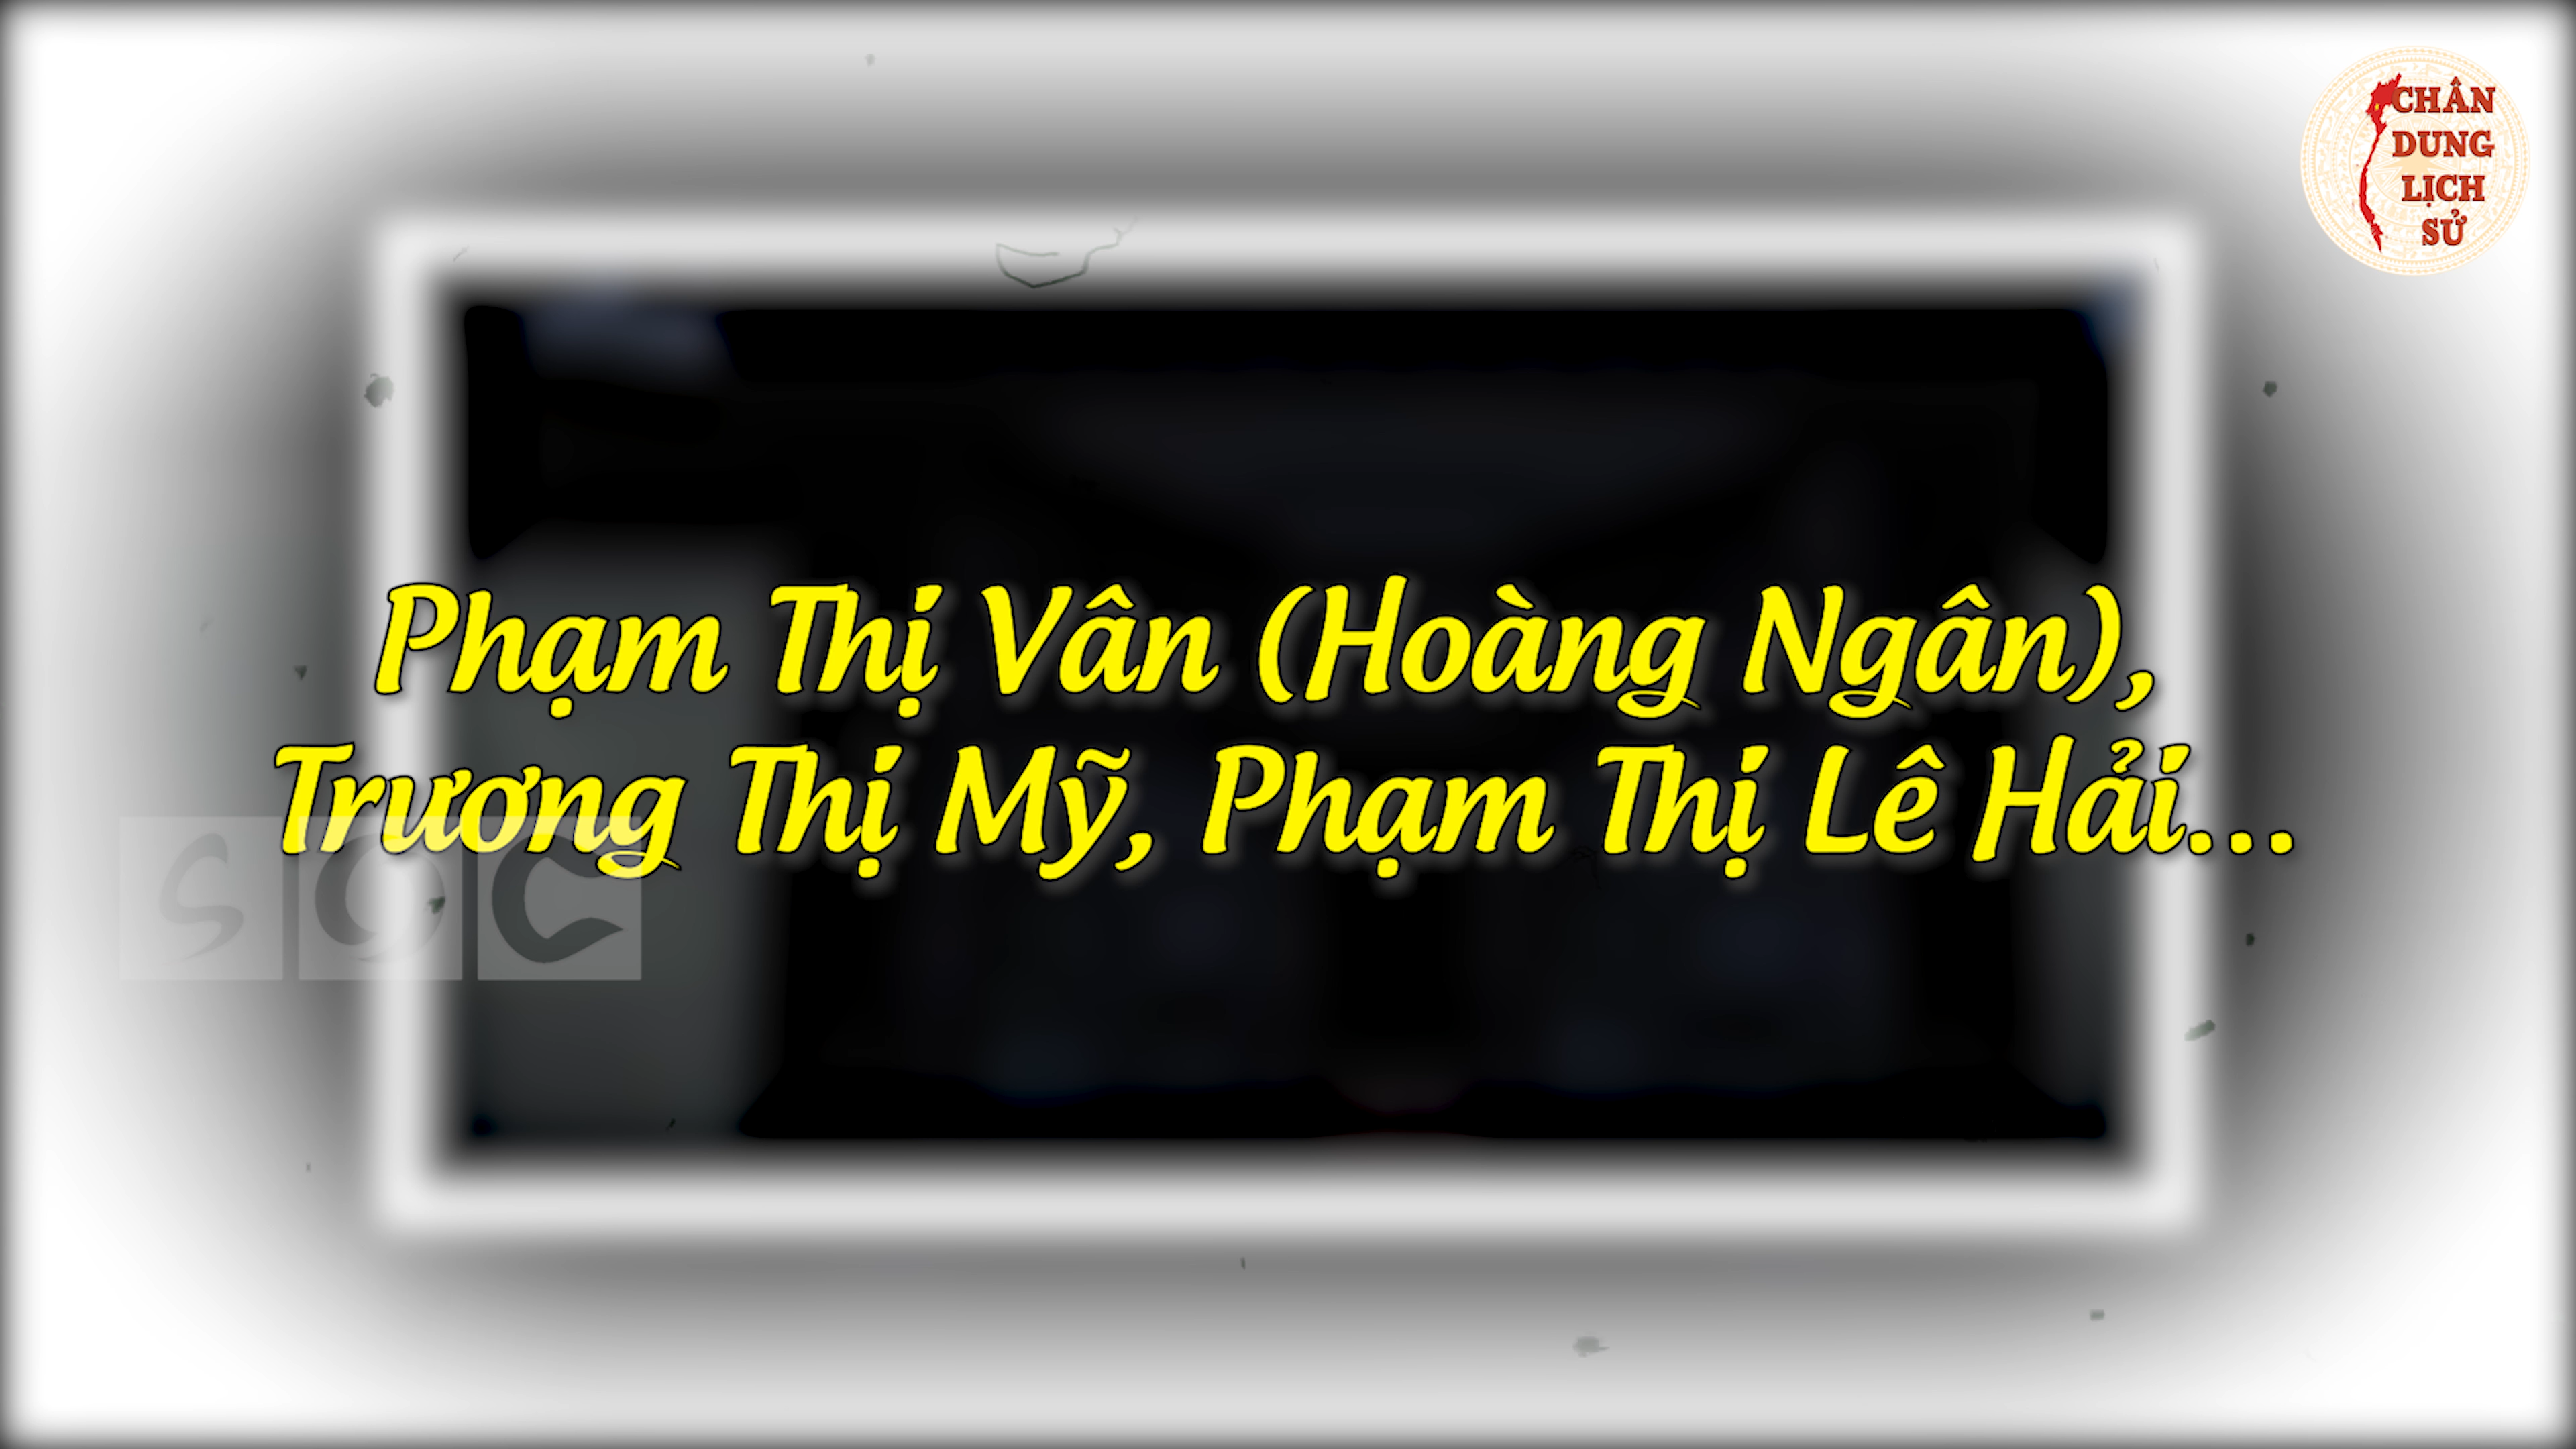 CHÂN
DUNG
LỊCH
SỬ
Phạm Thị Vân (Hoàng Ngân),
Trương Thị Mỹ, Phạm Thị Lê Hải...
SOC